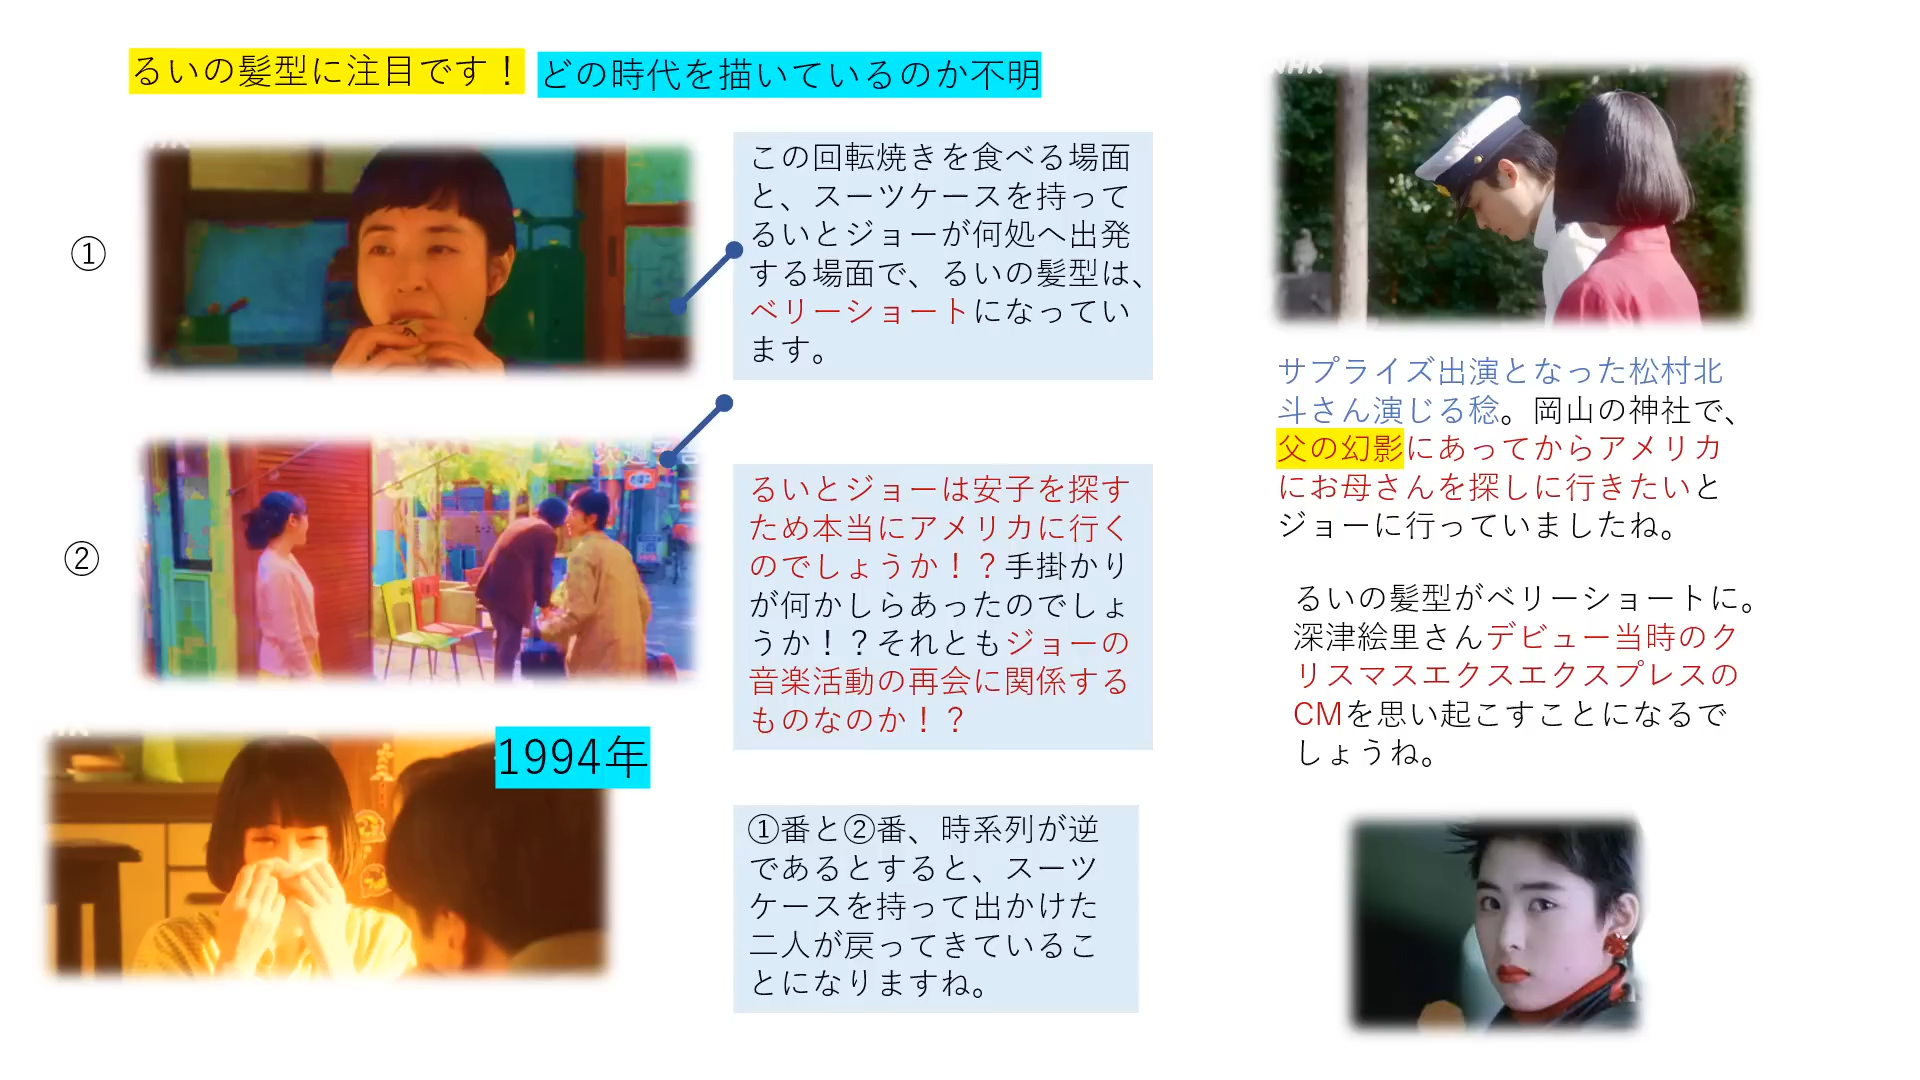 るいの髪型に注目です！
どの時代を描いているのか不明
①
この回転焼きを食べる場面
と、スーツケースを持って
るいとジョーが何処へ出発
する場面で、るいの髪型は、
ベリーショートになってい
ます。
②
るいとジョーは安子を探す
ため本当にアメリカに行く
のでしょうか！？手掛かり
が何かしらあったのでしょ
うか！？それともジョーの
音楽活動の再会に関係する
ものなのか！？
1994年
①番と②番、時系列が逆
であるとすると、スーツ
ケースを持って出かけた
二人が戻ってきているこ
とになりますね。
NHK
サプライズ出演となった松村北
斗さん演じる稔。岡山の神社で、
父の幻影にあってからアメリカ
にお母さんを探しに行きたいと
ジョーに行っていましたね。
るいの髪型がベリーショートに。
深津絵里さんデビュー当時のク
リスマスエクスエクスプレスの
CMを思い起こすことになるで
しょうね。